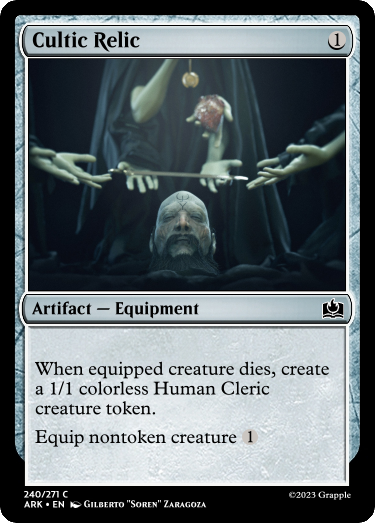 Cultic Relic 1
Artifact — Equipment
When equipped creature dies, create
a 1/1 colorless Human Cleric
creature token.
Equip nontoken creature 1
240/271 C
ARK • EN Gilberto "Soren" Zaragoza
©2023 Grapple